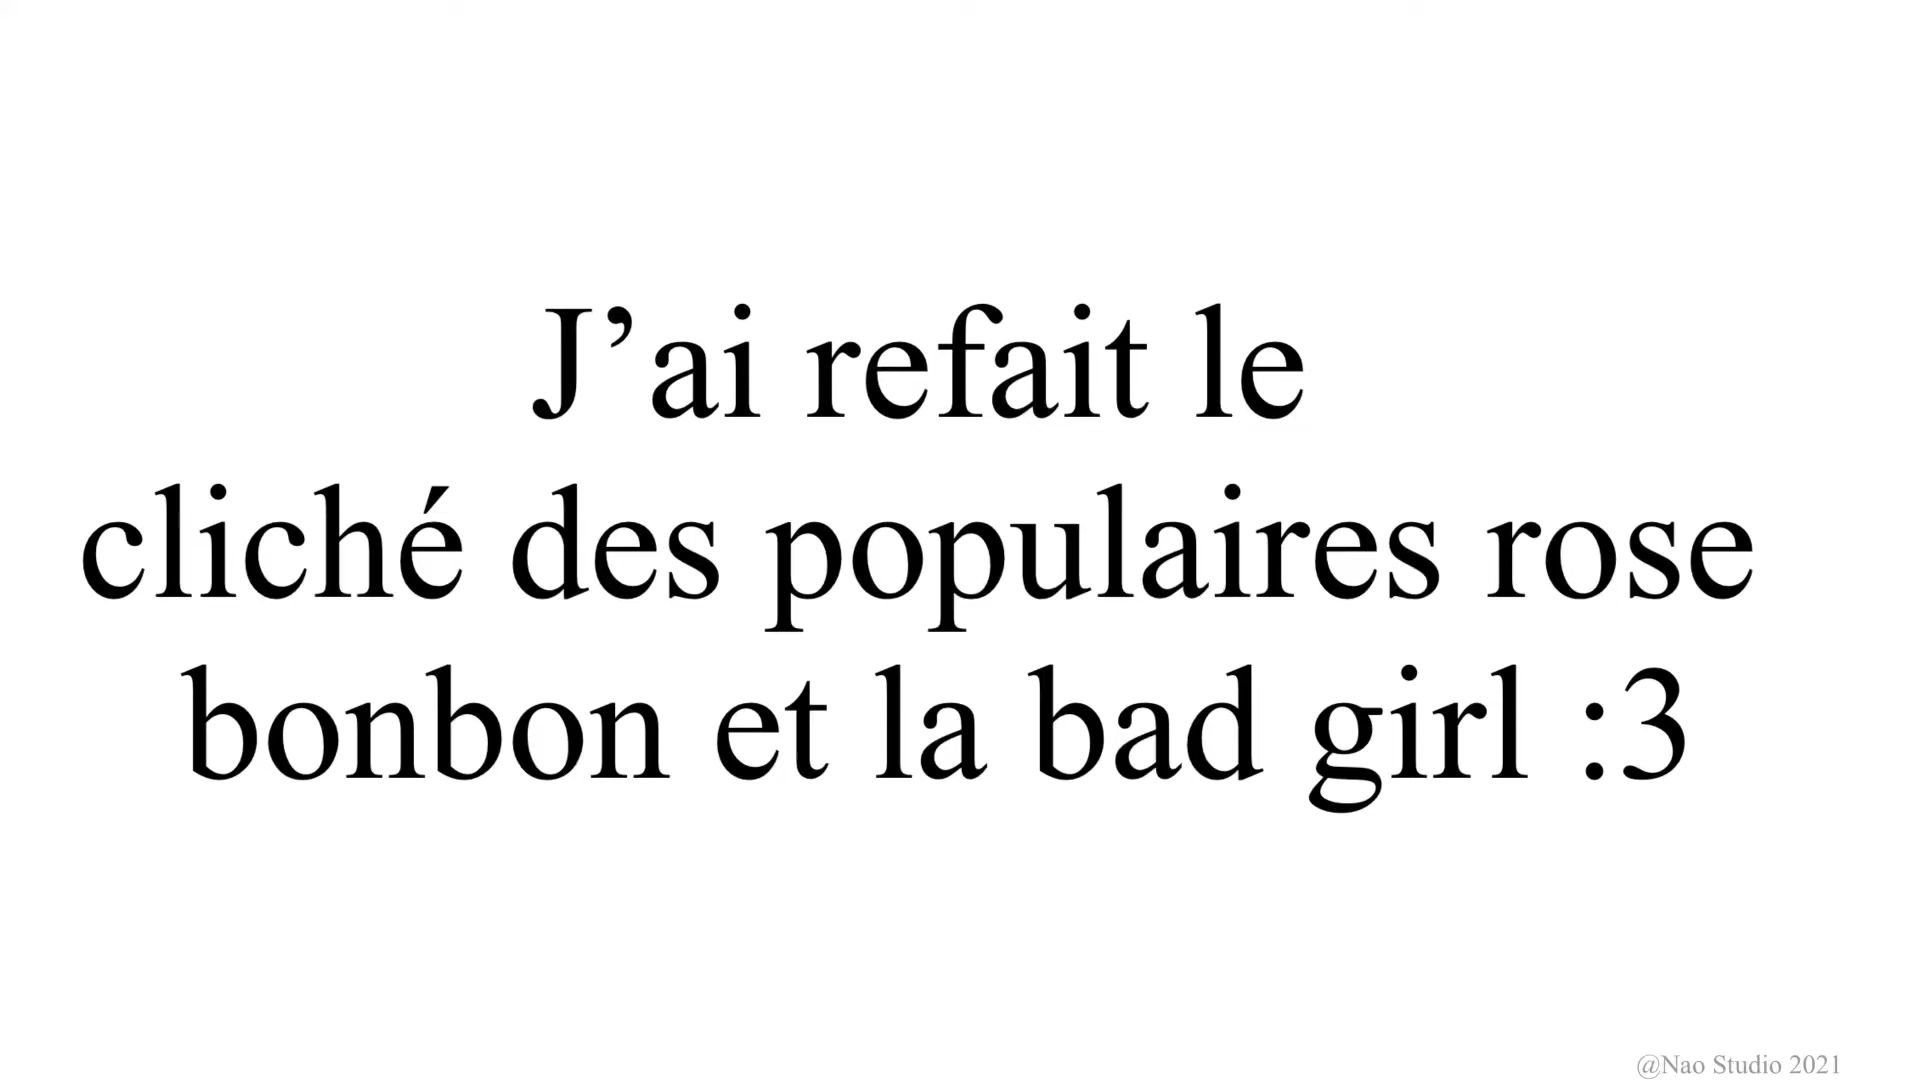 J’ai refait le
cliché des populaires rose
bonbon et la bad girl :3
@Nao Studio 2021